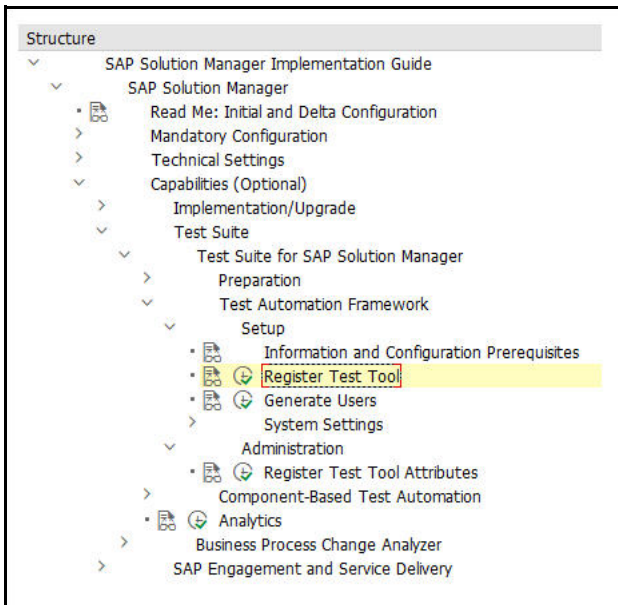 Structure
SAP Solution Manager Implementation Guide
SAP Solution Manager
Read Me: Initial and Delta Configuration
Mandatory Configuration
Technical Settings
Capabilities (Optional)
Implementation/Upgrade
Test Suite
Test Suite for SAP Solution Manager
Preparation
Test Automation Framework
Setup
Information and Configuration Prerequisites
Register Test Tool
Generate Users
System Settings
Administration
Register Test Tool Attributes
Component-Based Test Automation
Analytics
Business Process Change Analyzer
SAP Engagement and Service Delivery